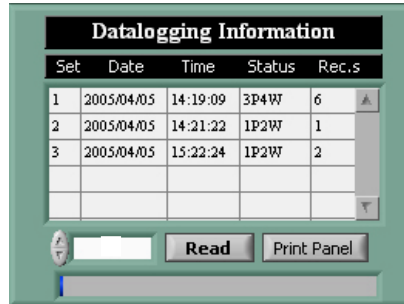 Datalogging Information
Set Date Time Status Rec.s
1 2005/04/05 14:19:09 3P4W 6
2 2005/04/05 14:21:22 1P2W 1
3 2005/04/05 15:22:24 1P2W 2
Read Print Panel